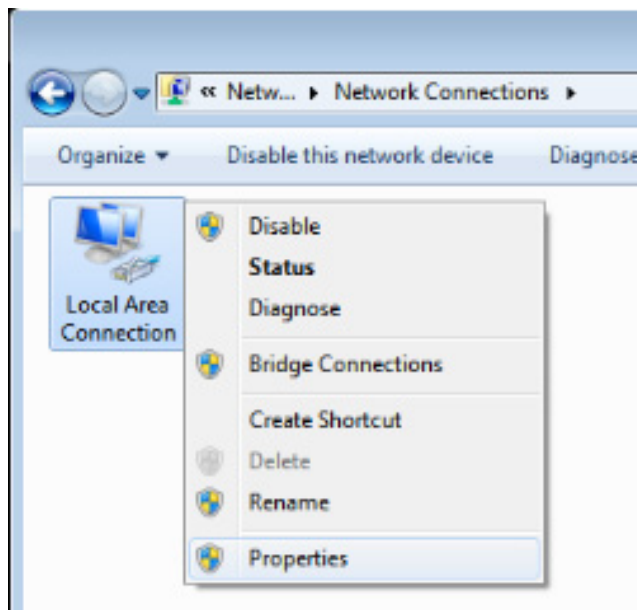 « Netw... ▸ Network Connections ▸
Organize ▾ Disable this network device Diagnose
Local Area
Connection
Disable
Status
Diagnose
Bridge Connections
Create Shortcut
Delete
Rename
Properties